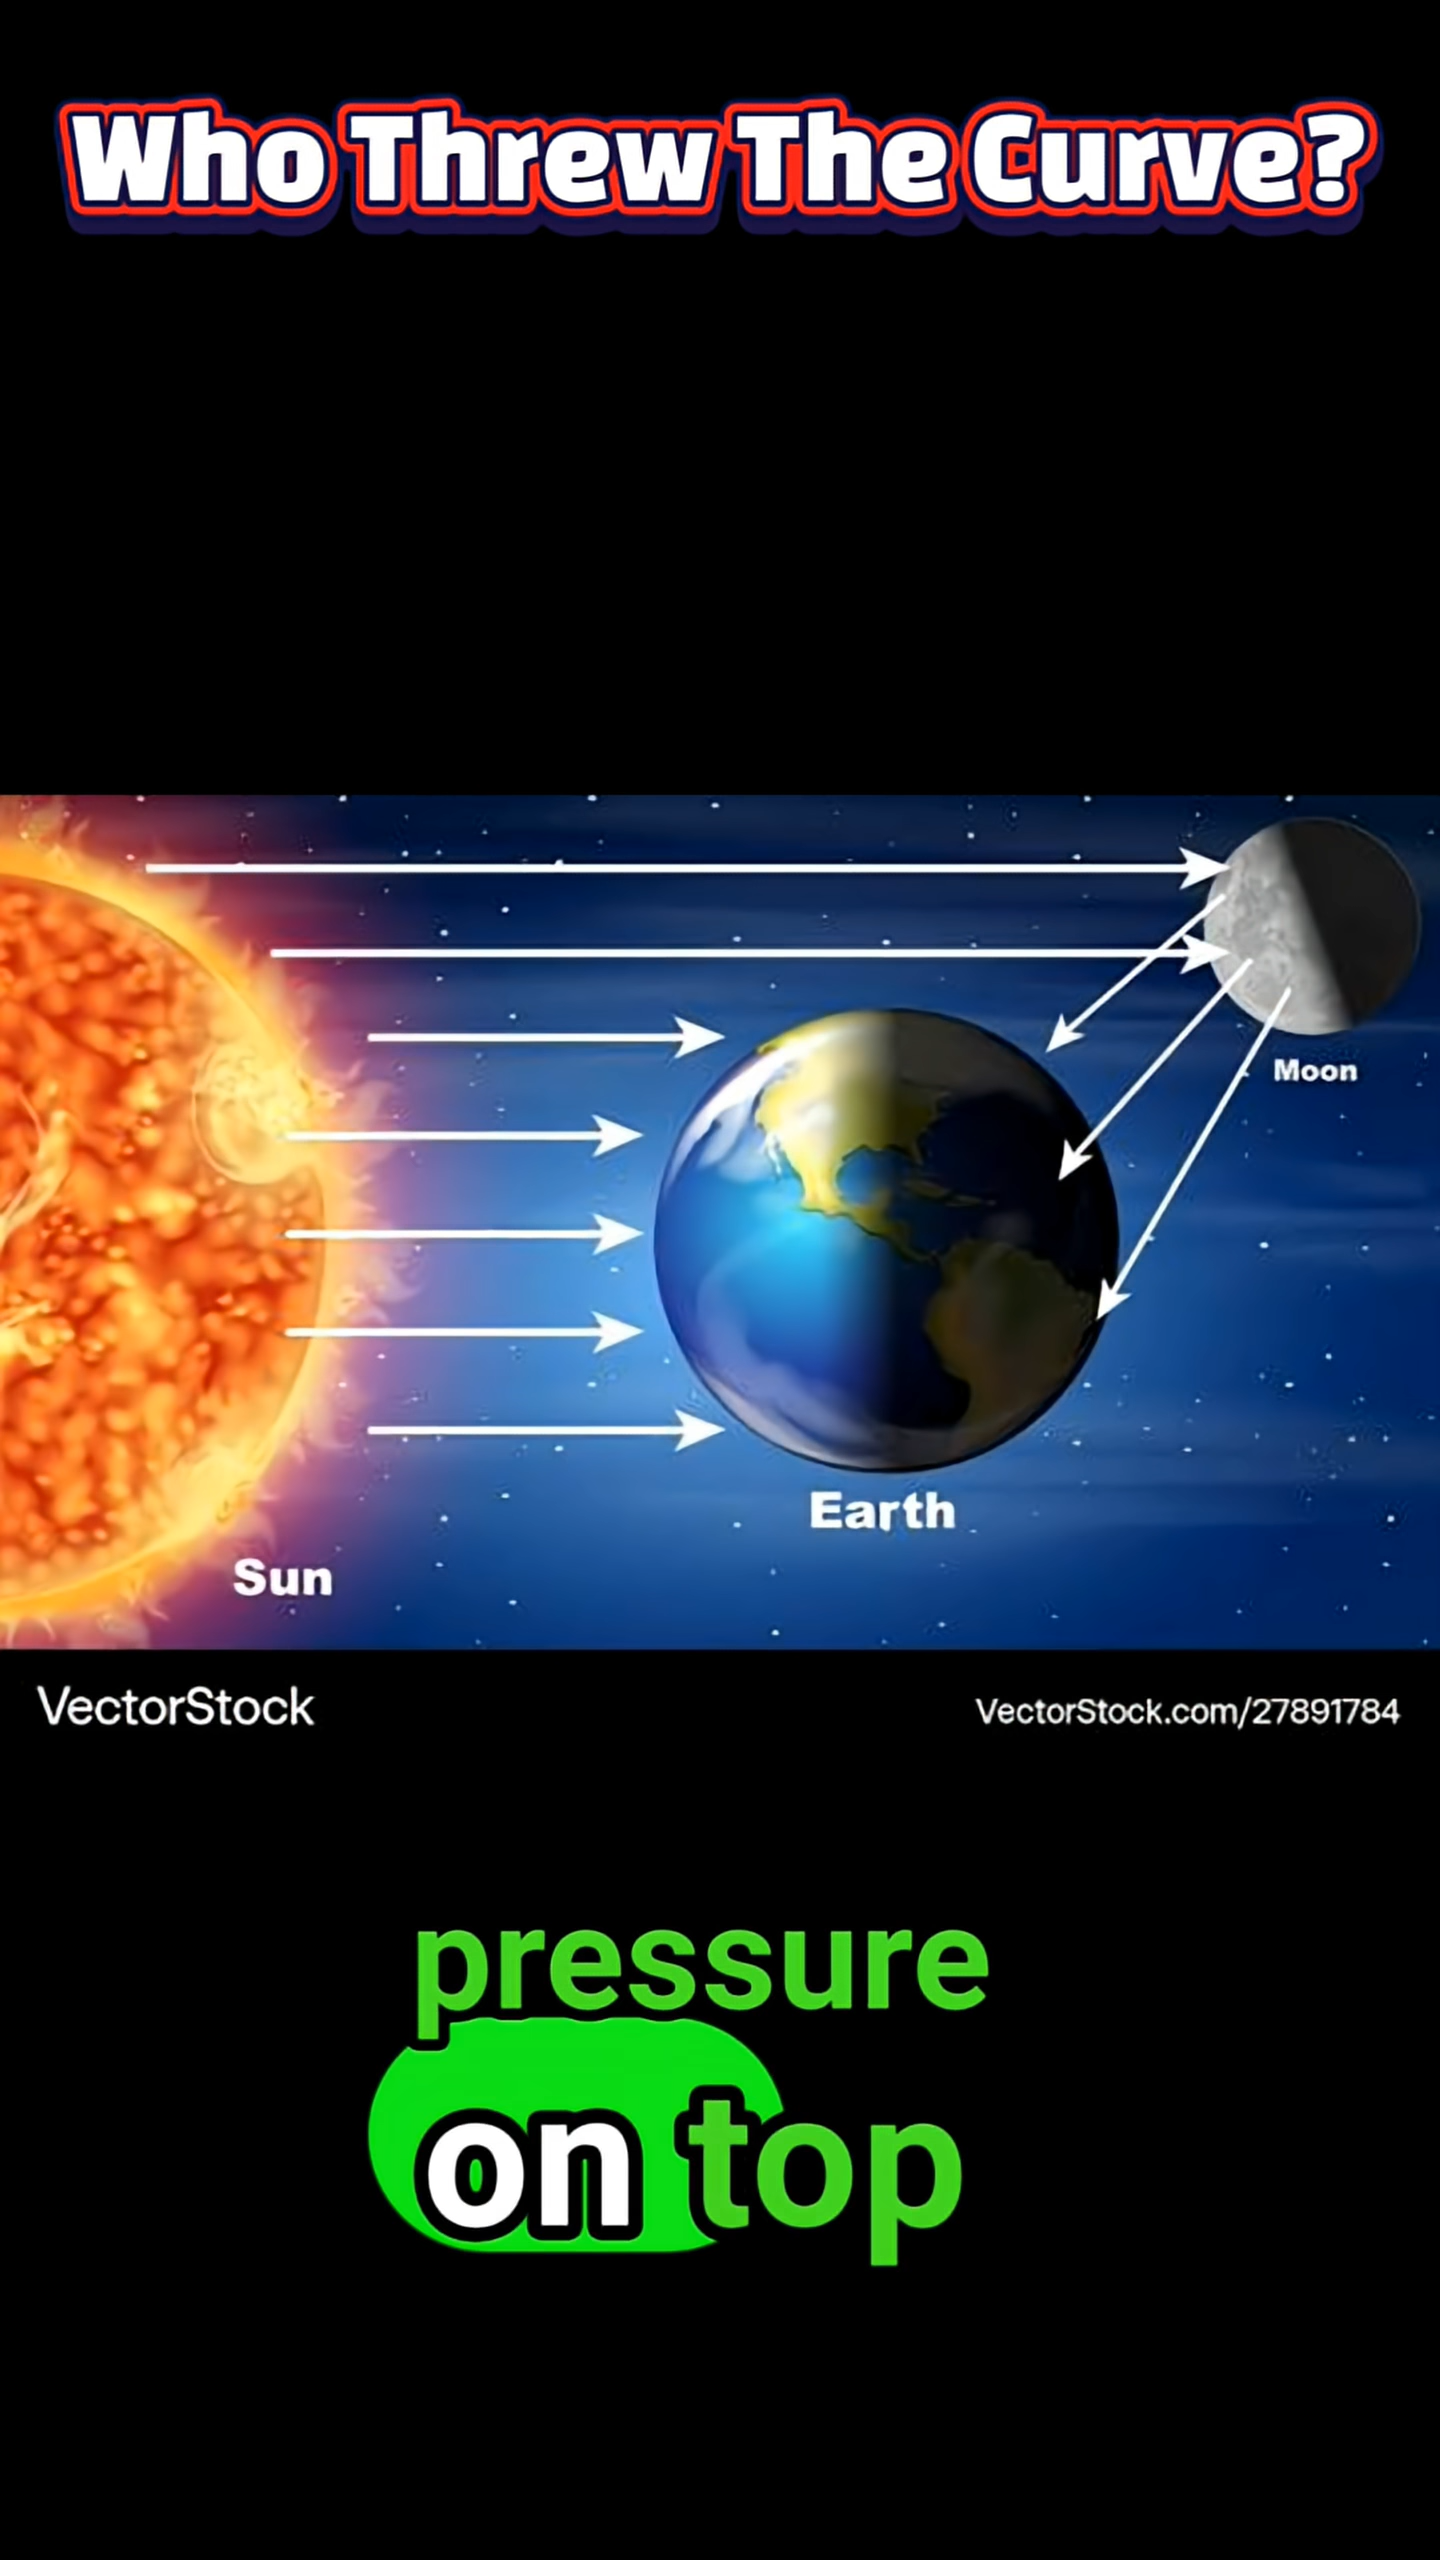 Who Threw The Curve?
Moon
Earth
Sun
VectorStock
VectorStock.com/27891784
pressure
on top